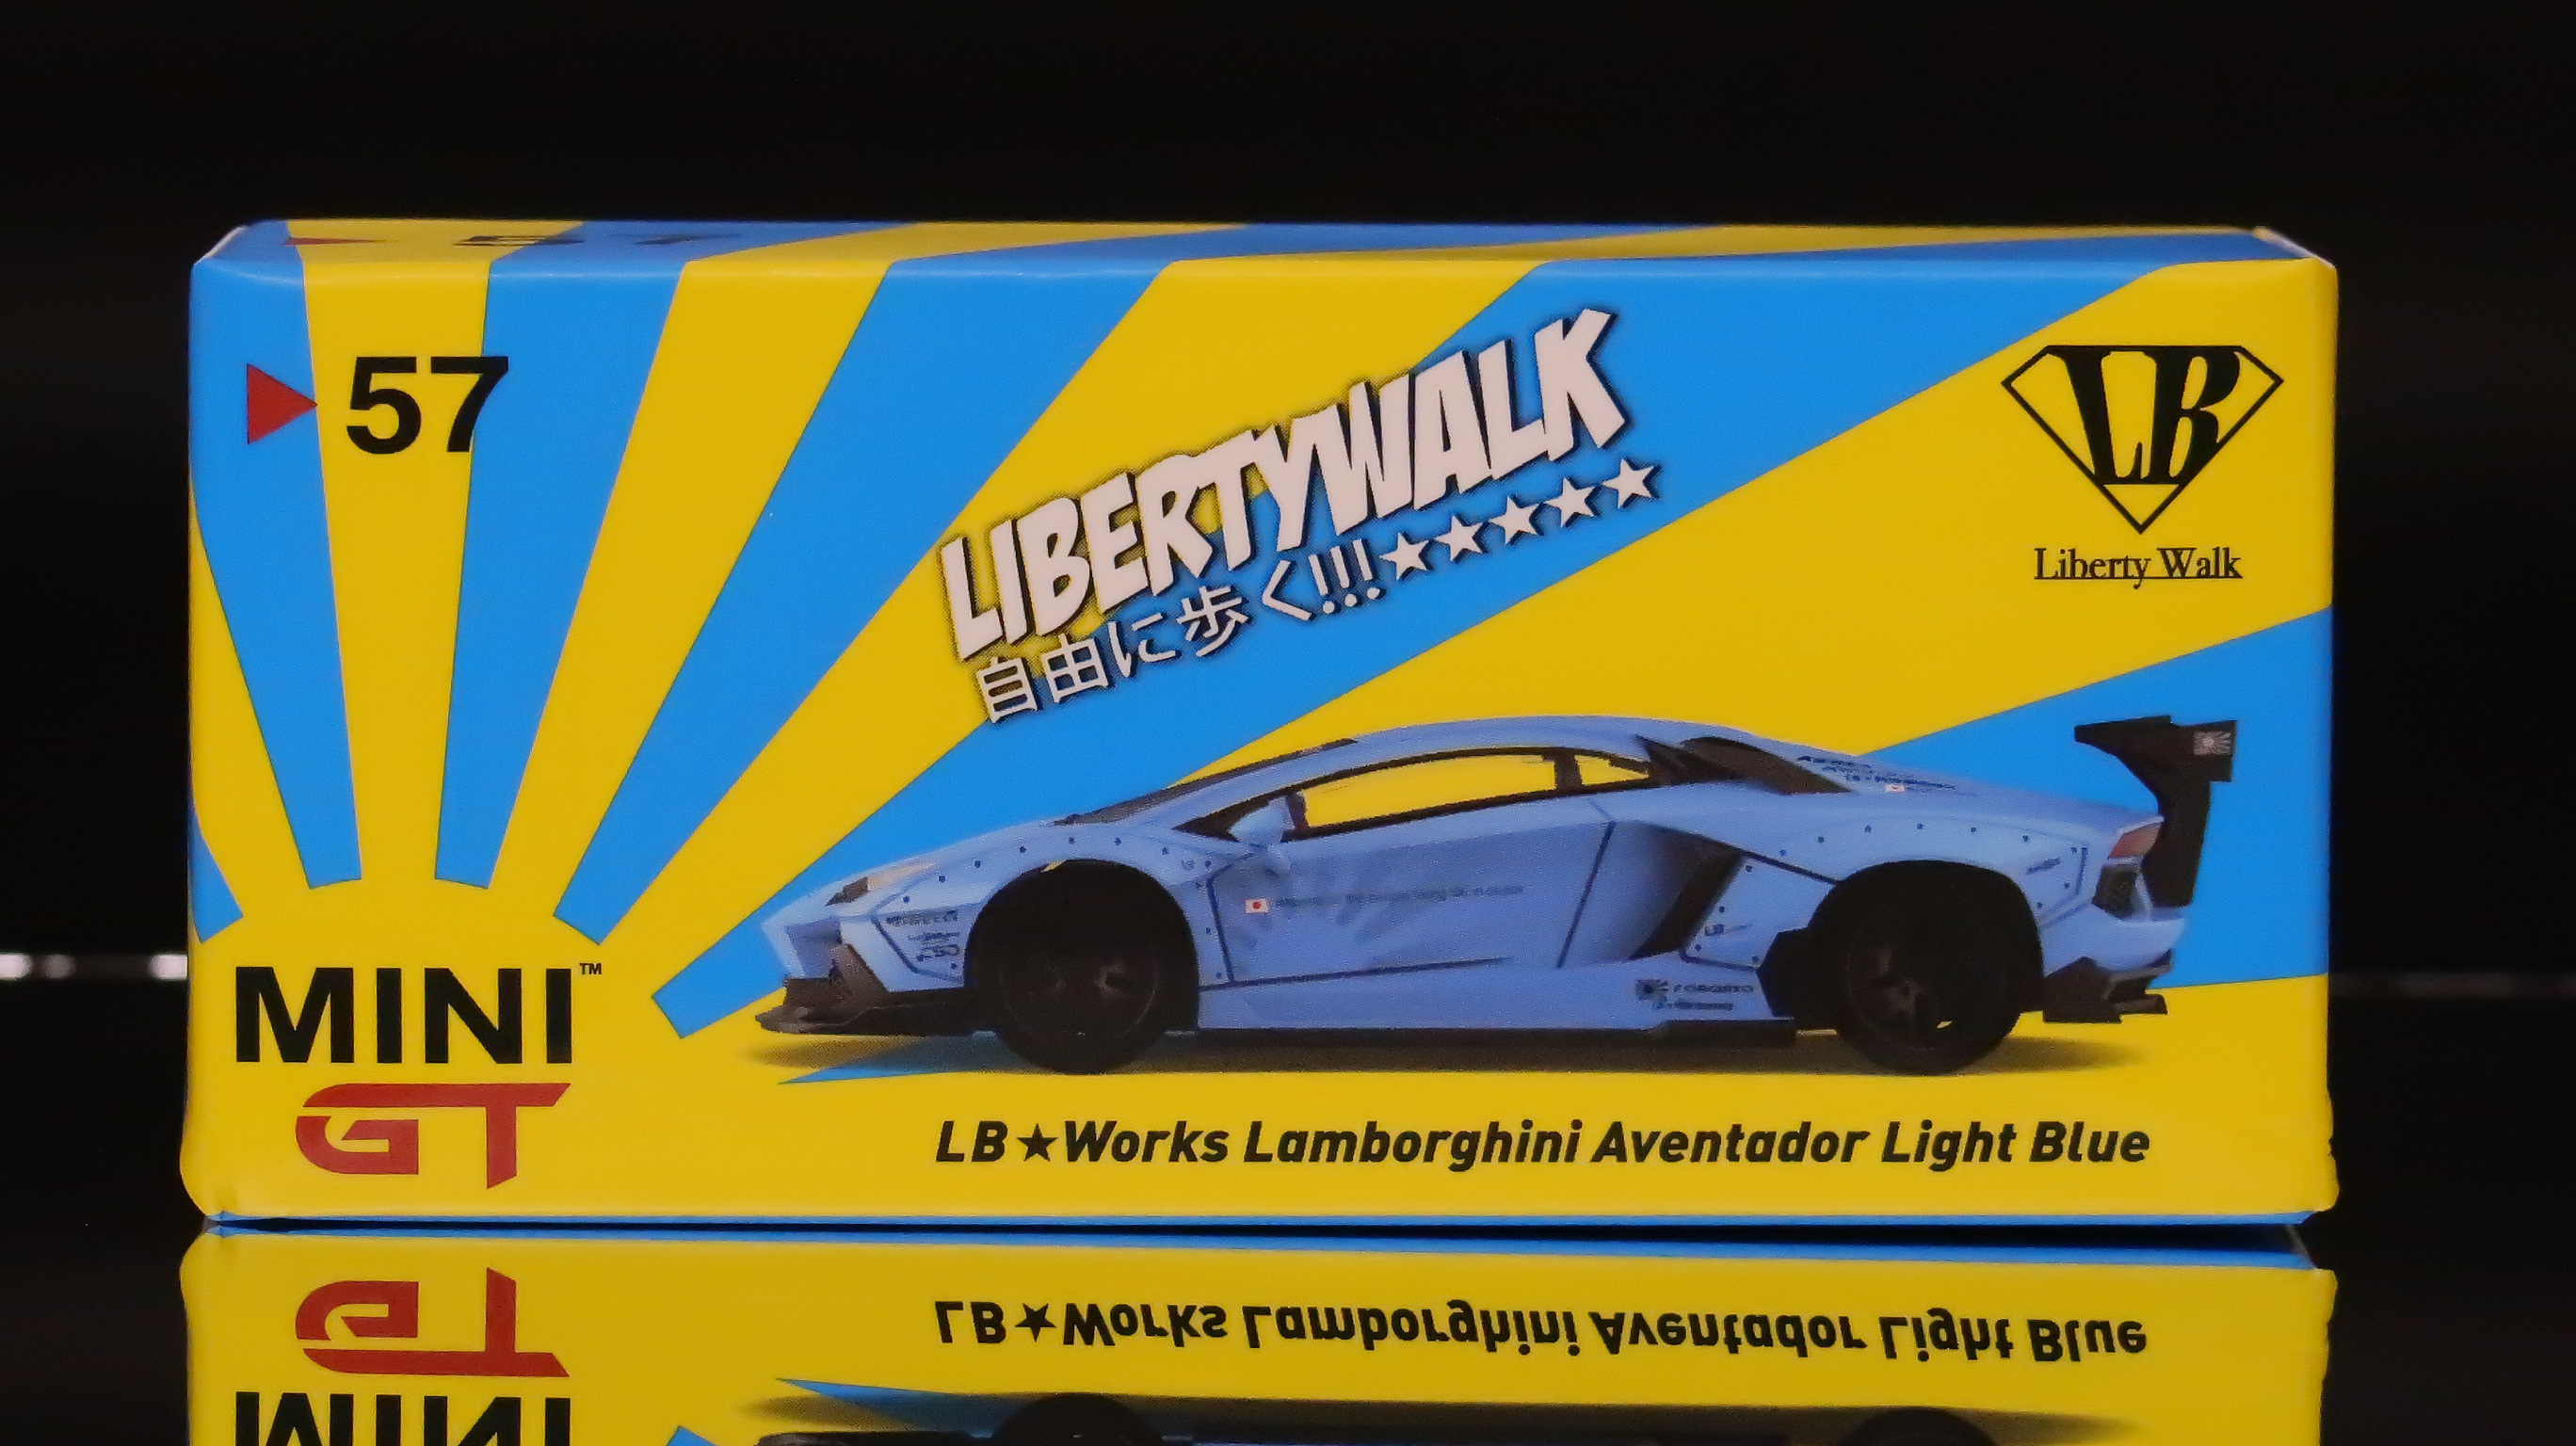 57
LIBERTYWALK
自由に歩く!!!★★★★★
LB
Liberty Walk
MINI™
GT
LB★Works Lamborghini Aventador Light Blue